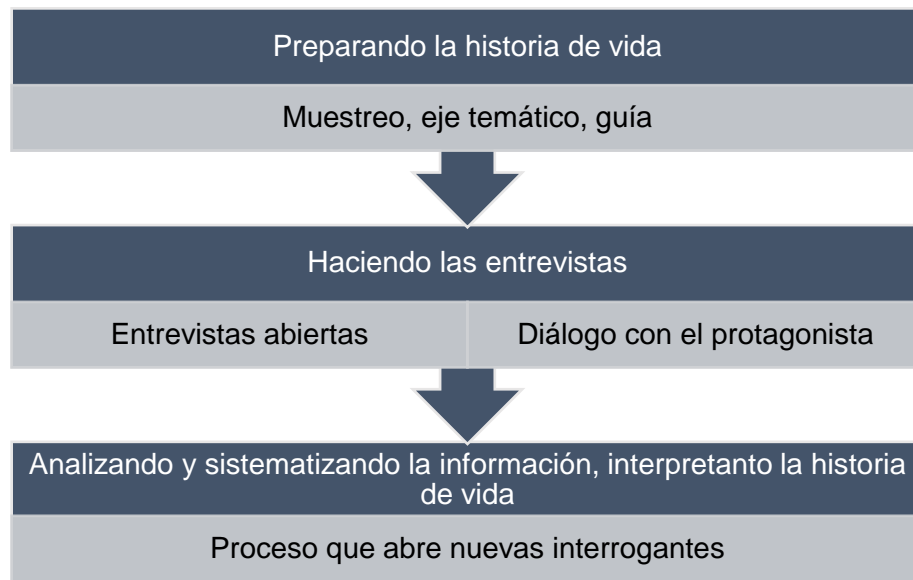 Preparando la historia de vida
Muestreo, eje temático, guía
Haciendo las entrevistas
Entrevistas abiertas
Diálogo con el protagonista
Analizando y sistematizando la información, interpretanto la historia
de vida
Proceso que abre nuevas interrogantes